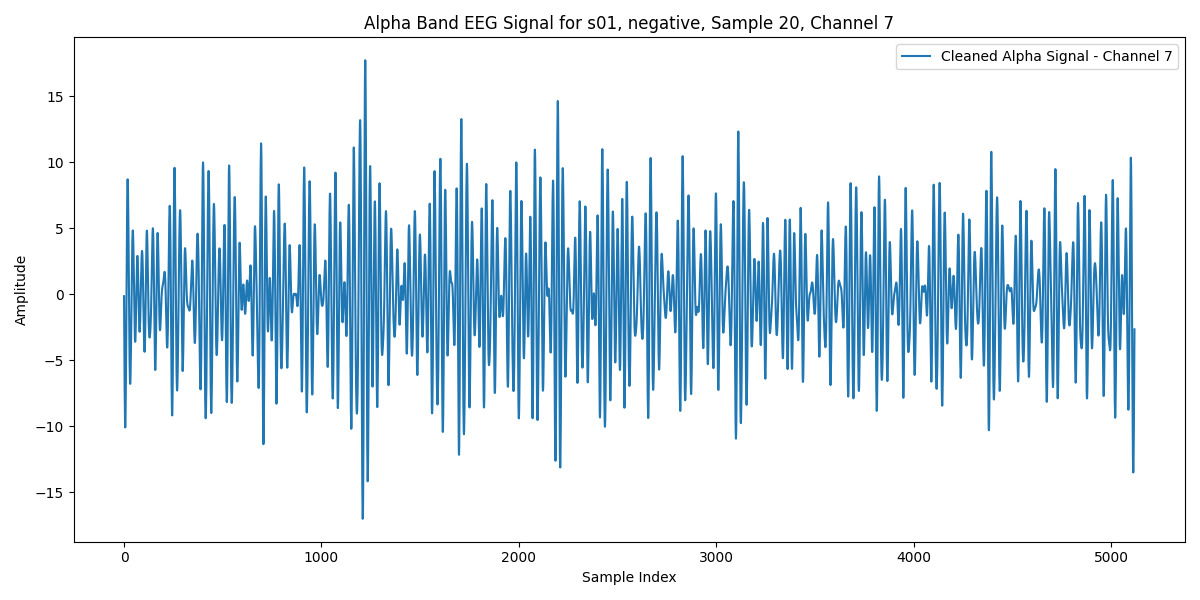 Alpha Band EEG Signal for s01, negative, Sample 20, Channel 7
Cleaned Alpha Signal - Channel 7
15
10
5
0
−5
−10
−15
Amplitude
0 1000 2000 3000 4000 5000
Sample Index